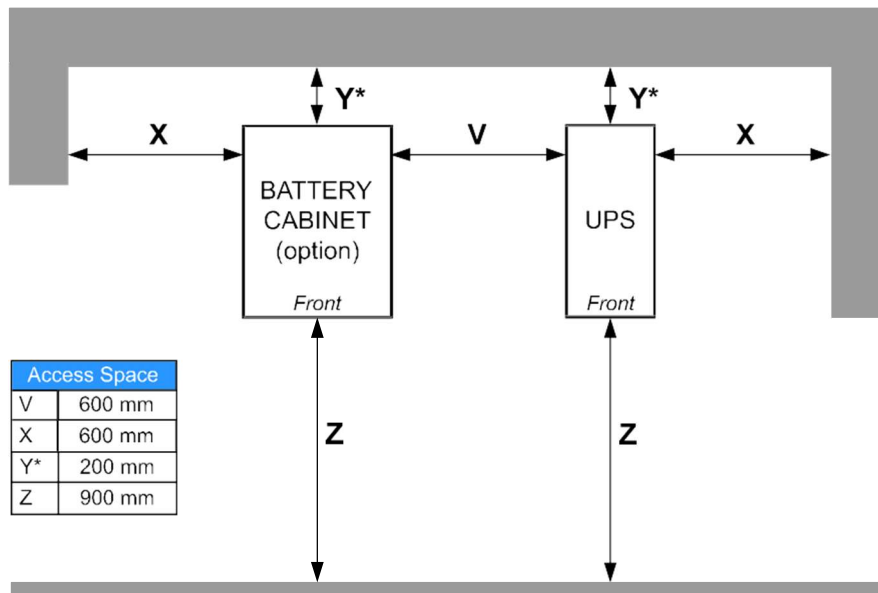 Y*
Y*
X
V
X
BATTERY
CABINET
(option)
Front
UPS
Front
Z
Z
Access Space
V 600 mm
X 600 mm
Y* 200 mm
Z 900 mm